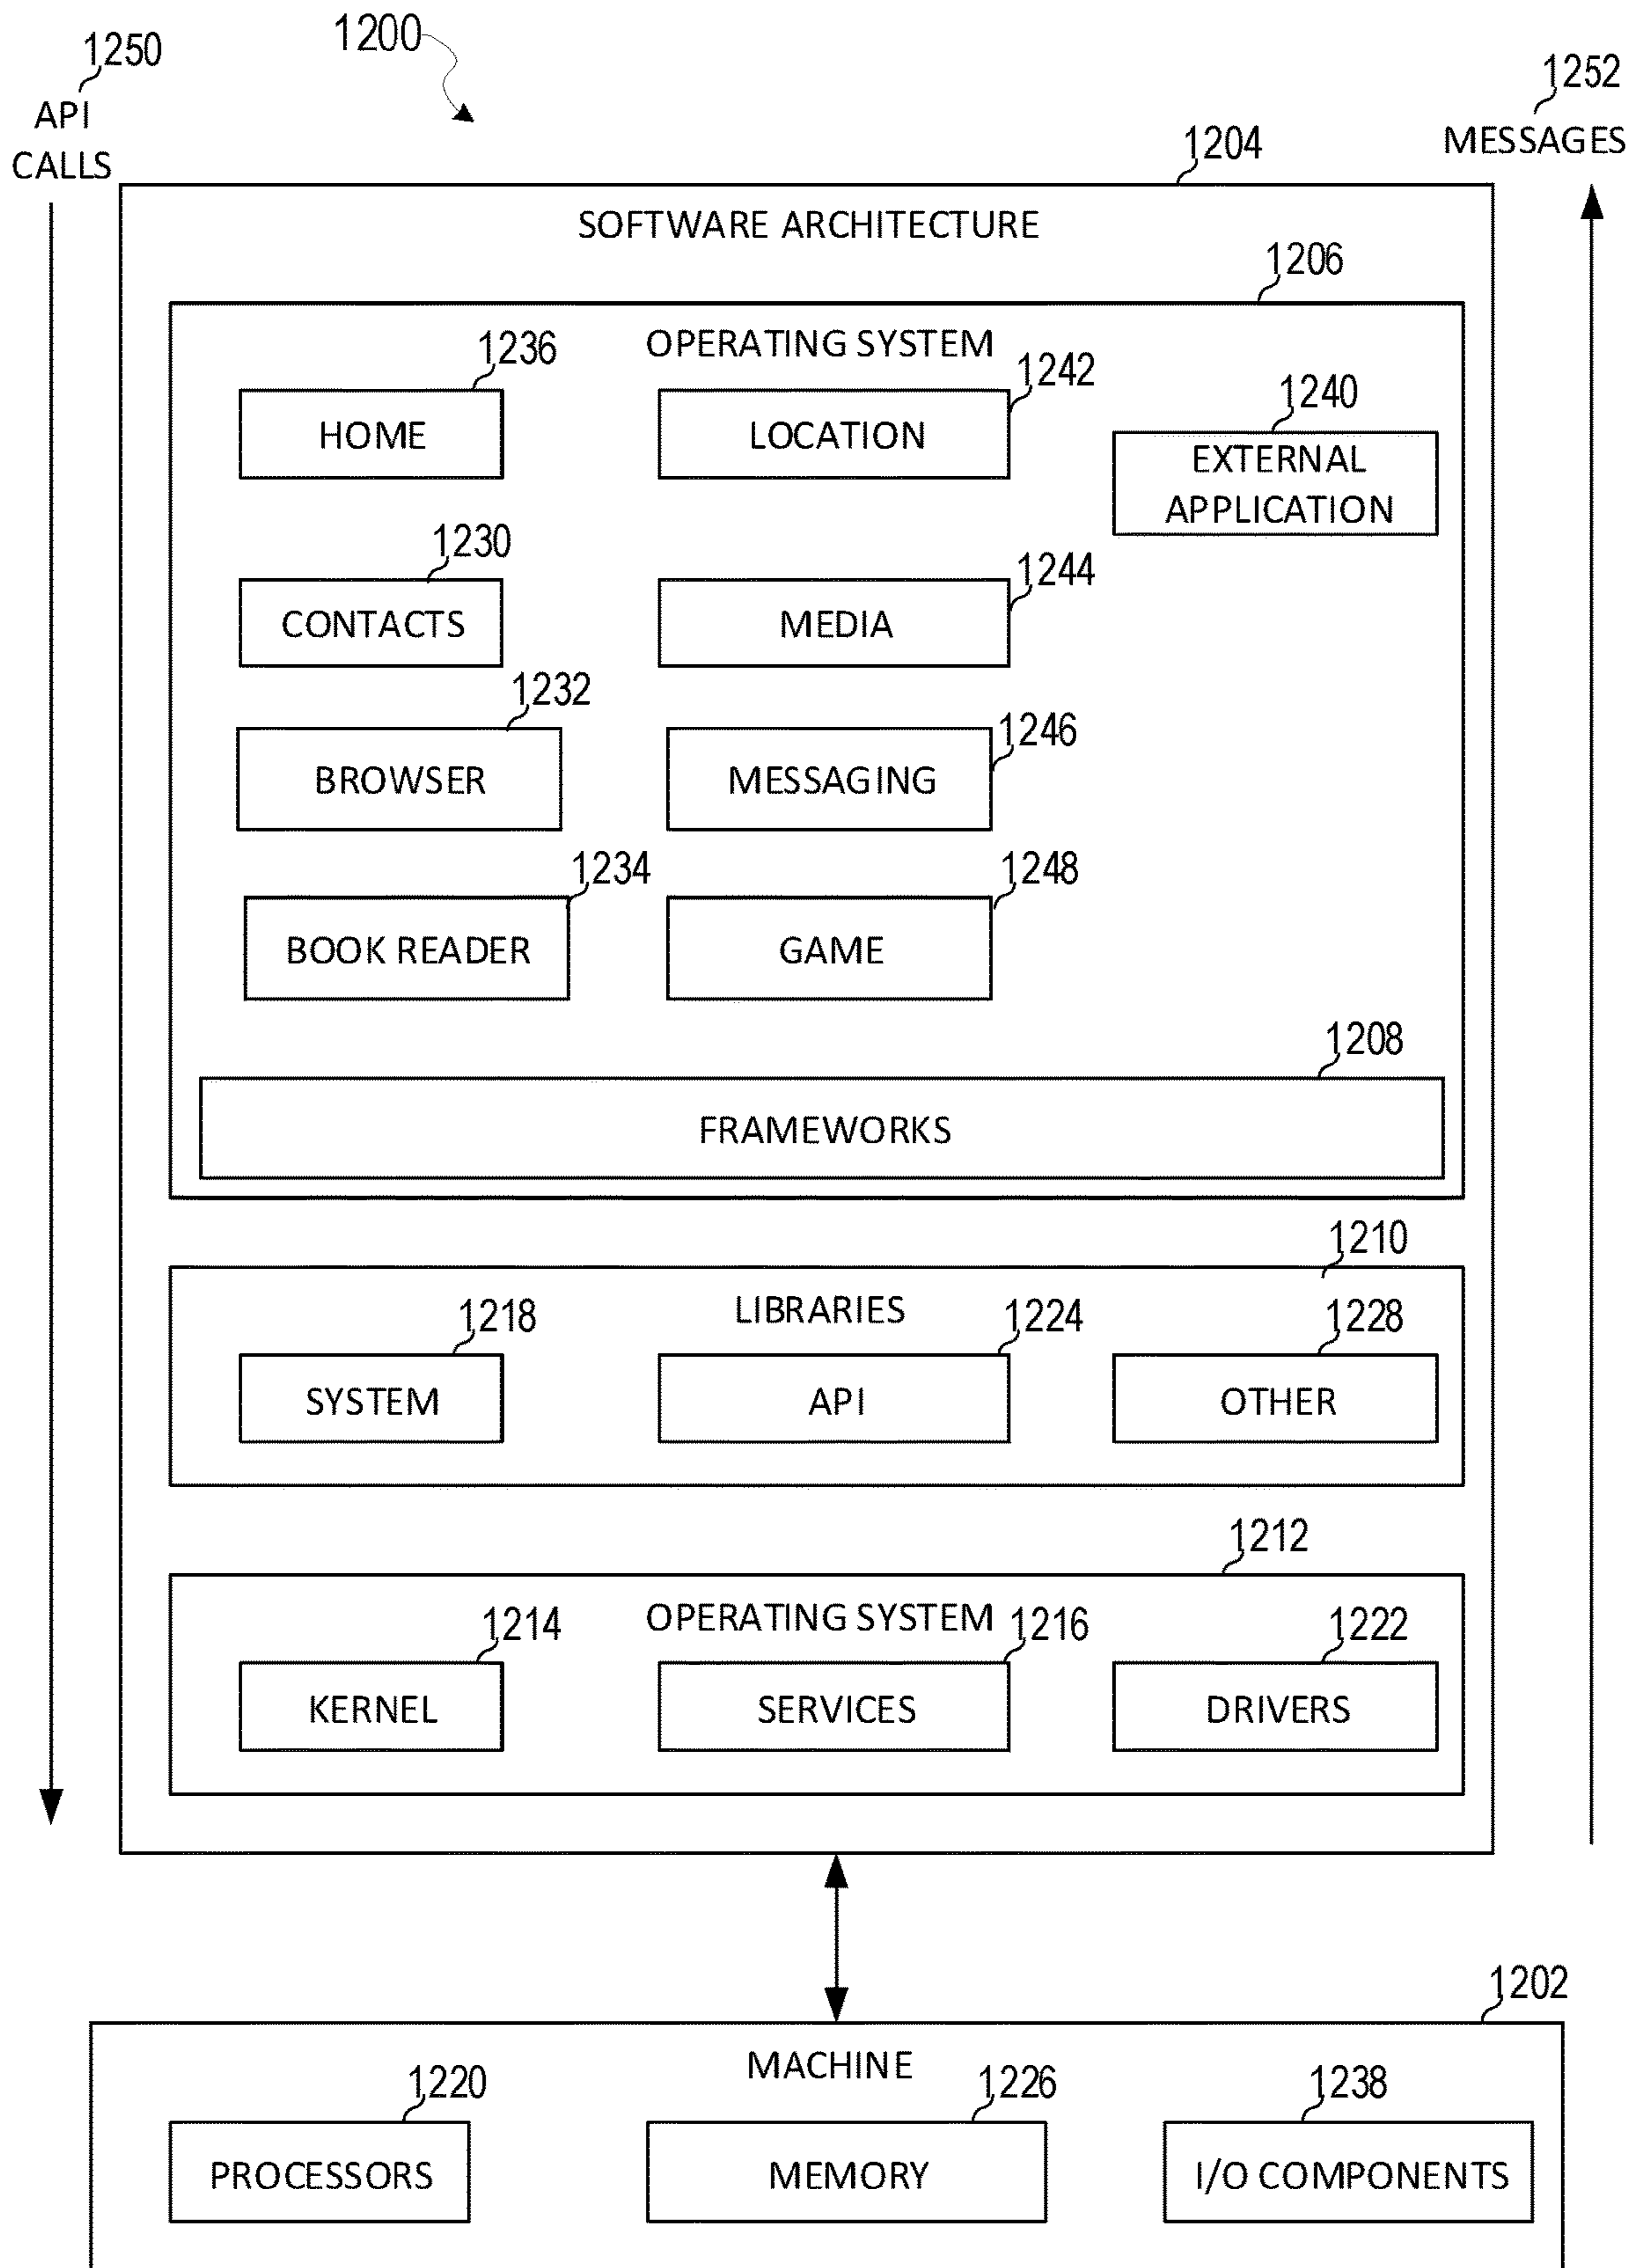 1250
1200
1252
API
CALLS
MESSAGES
1204
SOFTWARE ARCHITECTURE
1206
OPERATING SYSTEM
1236
1242
1240
HOME
LOCATION
EXTERNAL
APPLICATION
1230
1244
CONTACTS
MEDIA
1232
1246
BROWSER
MESSAGING
1234
1248
BOOK READER
GAME
1208
FRAMEWORKS
1210
LIBRARIES
1218
1224
1228
SYSTEM
API
OTHER
1212
OPERATING SYSTEM
1214
1216
1222
KERNEL
SERVICES
DRIVERS
1202
MACHINE
1220
1226
1238
PROCESSORS
MEMORY
I/O COMPONENTS